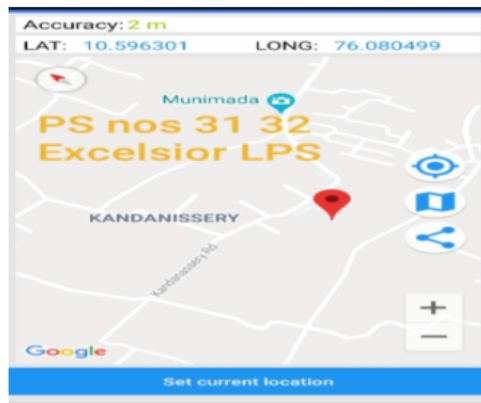 Accuracy: 2 m
LAT: 10.596301 LONG: 76.080499
Munimada
PS nos 31 32
Excelsior LPS
KANDANISSERY
Kandanassery Rd
Google
Set current location